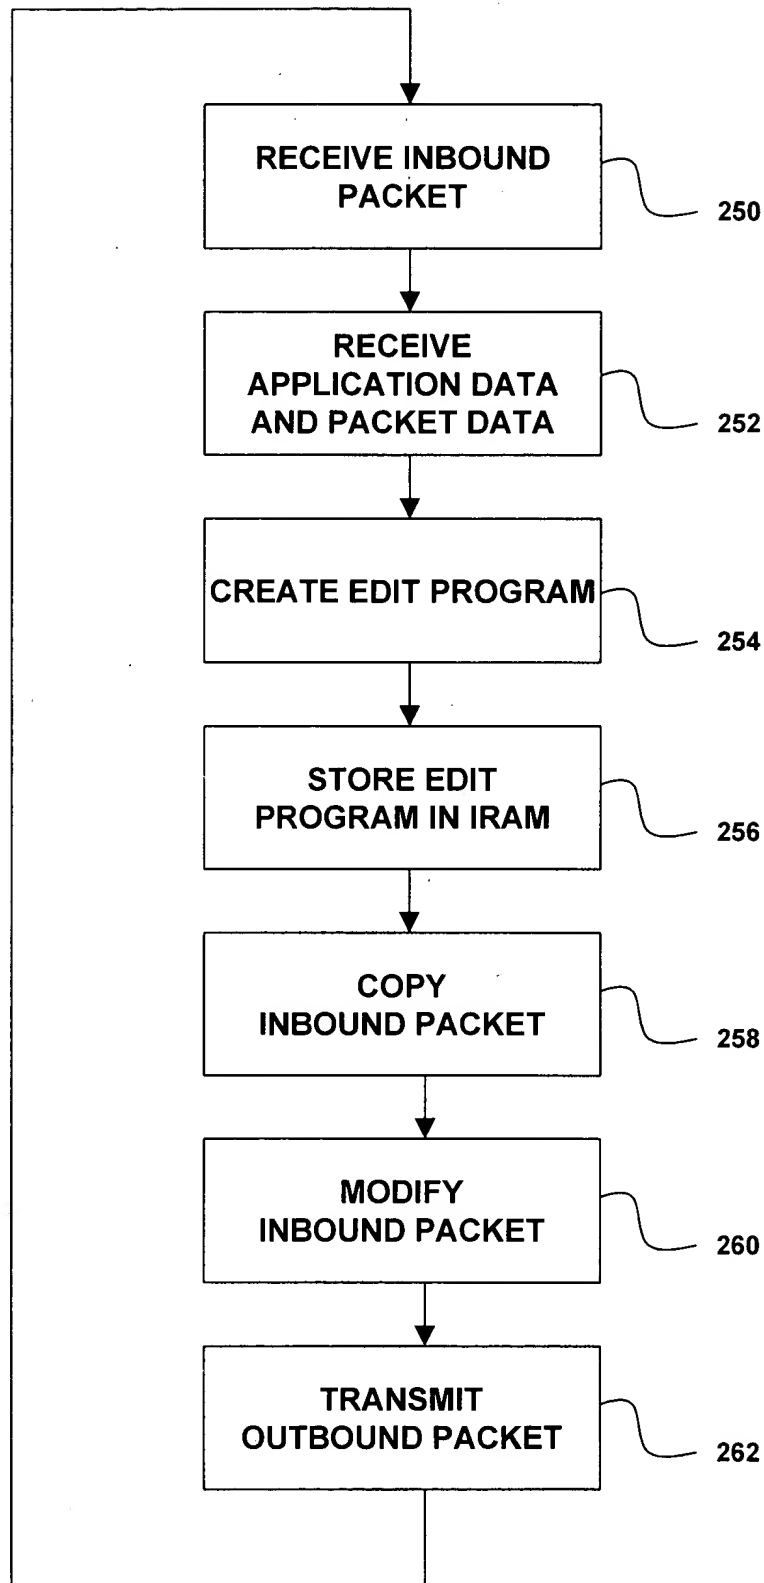 RECEIVE INBOUND
PACKET
250
RECEIVE
APPLICATION DATA
AND PACKET DATA
252
CREATE EDIT PROGRAM
254
STORE EDIT
PROGRAM IN IRAM
256
COPY
INBOUND PACKET
258
MODIFY
INBOUND PACKET
260
TRANSMIT
OUTBOUND PACKET
262